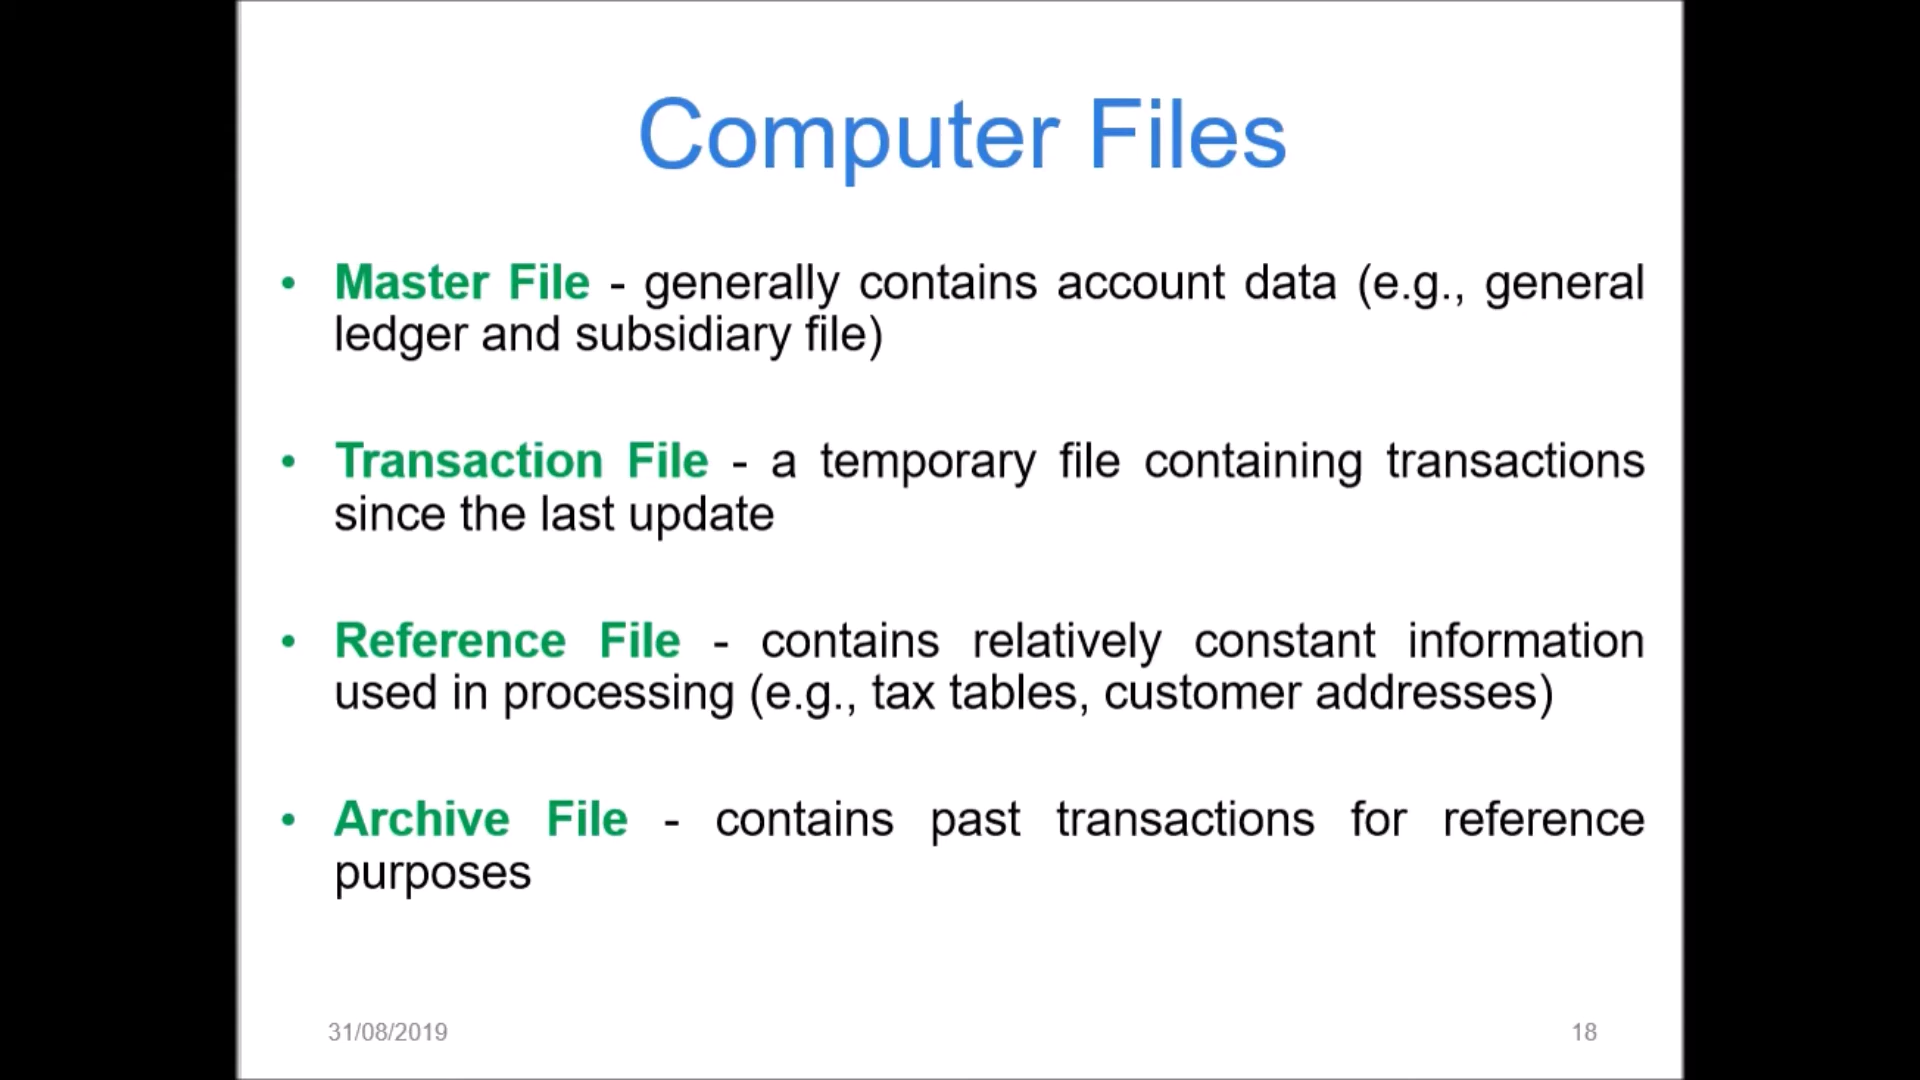 Computer Files
• Master File - generally contains account data (e.g., general
ledger and subsidiary file)
• Transaction File - a temporary file containing transactions
since the last update
• Reference File - contains relatively constant information
used in processing (e.g., tax tables, customer addresses)
• Archive File - contains past transactions for reference
purposes
31/08/2019
18